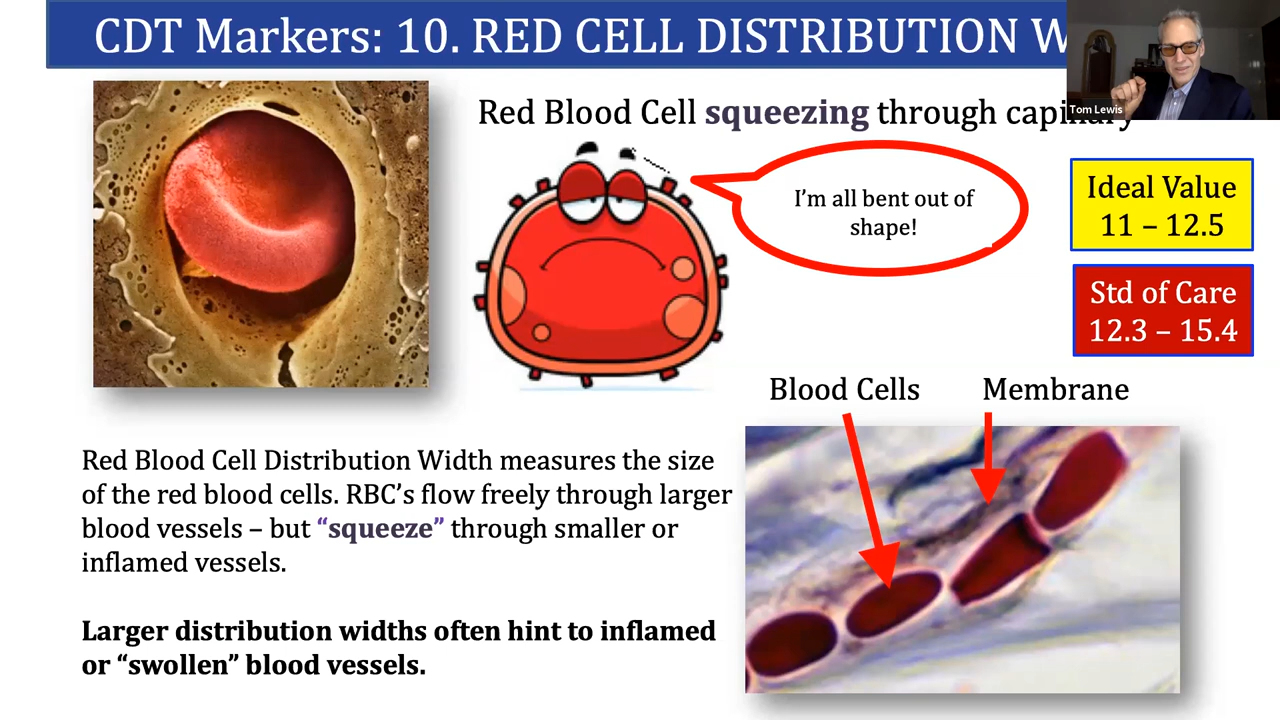 CDT Markers: 10. RED CELL DISTRIBUTION
Tom Lewis
Red Blood Cell squeezing through
I’m all bent out of
shape!
Ideal Value
11 – 12.5
Std of Care
12.3 – 15.4
Blood Cells
Membrane
Red Blood Cell Distribution Width measures the size
of the red blood cells. RBC’s flow freely through larger
blood vessels – but “squeeze” through smaller or
inflamed vessels.
Larger distribution widths often hint to inflamed
or “swollen” blood vessels.